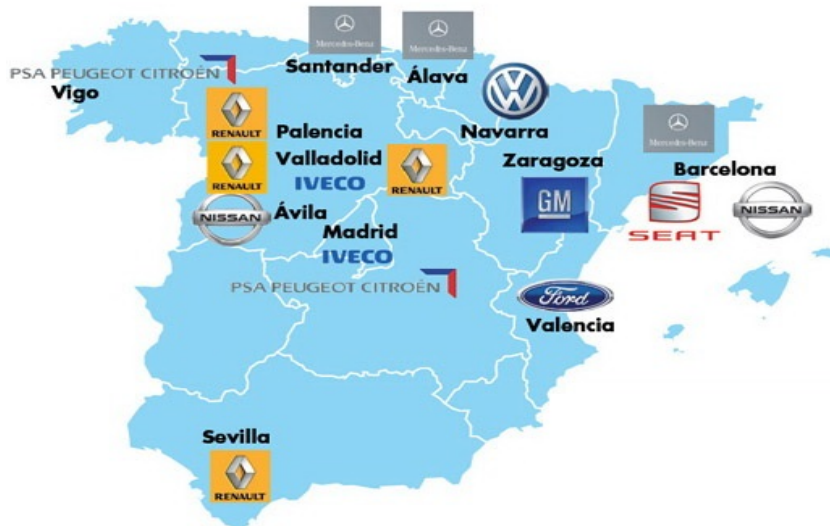 Mercedes-Benz
Mercedes-Benz
Santander
Álava
PSA PEUGEOT CITROËN
Vigo
RENAULT
Palencia
Navarra
Mercedes-Benz
RENAULT
Valladolid
IVECO
RENAULT
Zaragoza
GM
Barcelona
SEAT
NISSAN
NISSAN
Ávila
Madrid
IVECO
PSA PEUGEOT CITROËN
Ford
Valencia
Sevilla
RENAULT